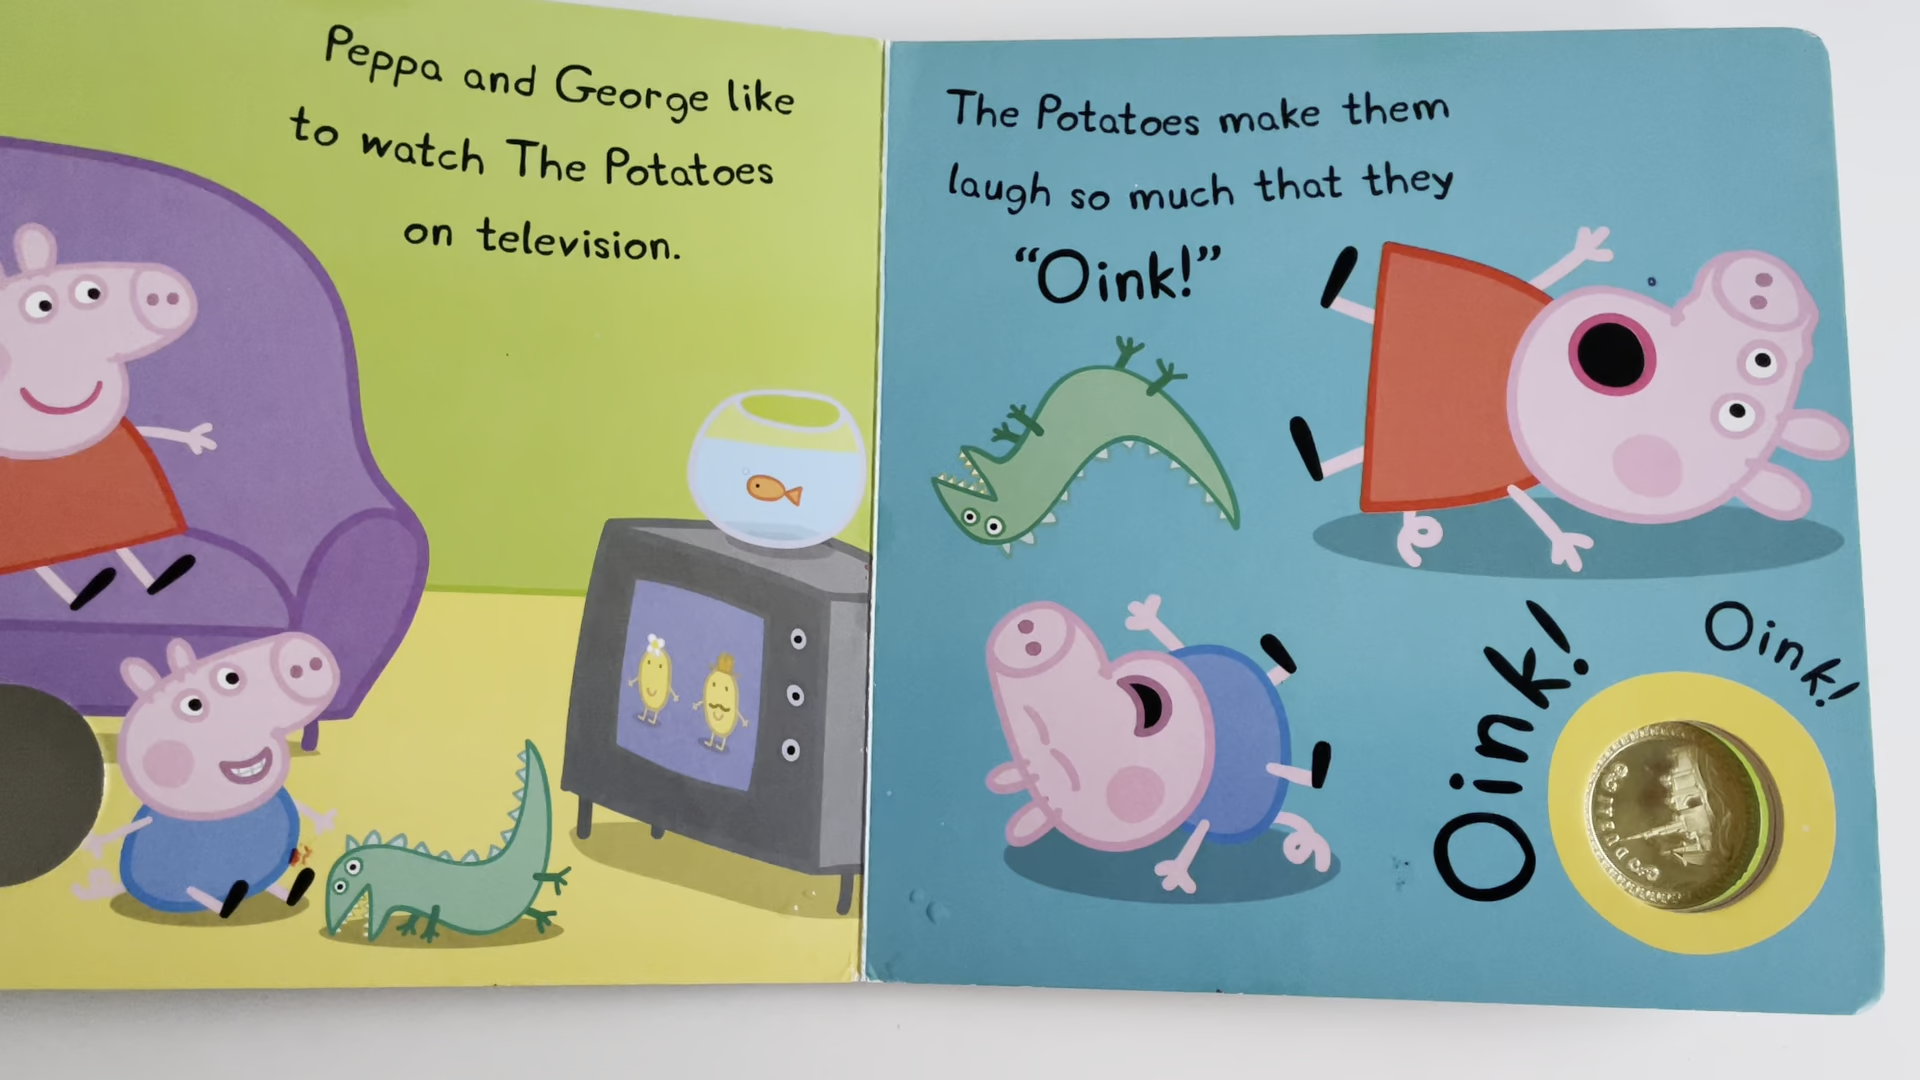 Peppa and George like
to watch The Potatoes
on television.
The Potatoes make them
laugh so much that they
“Oink!”
Oink!
Oink!
DUBAI